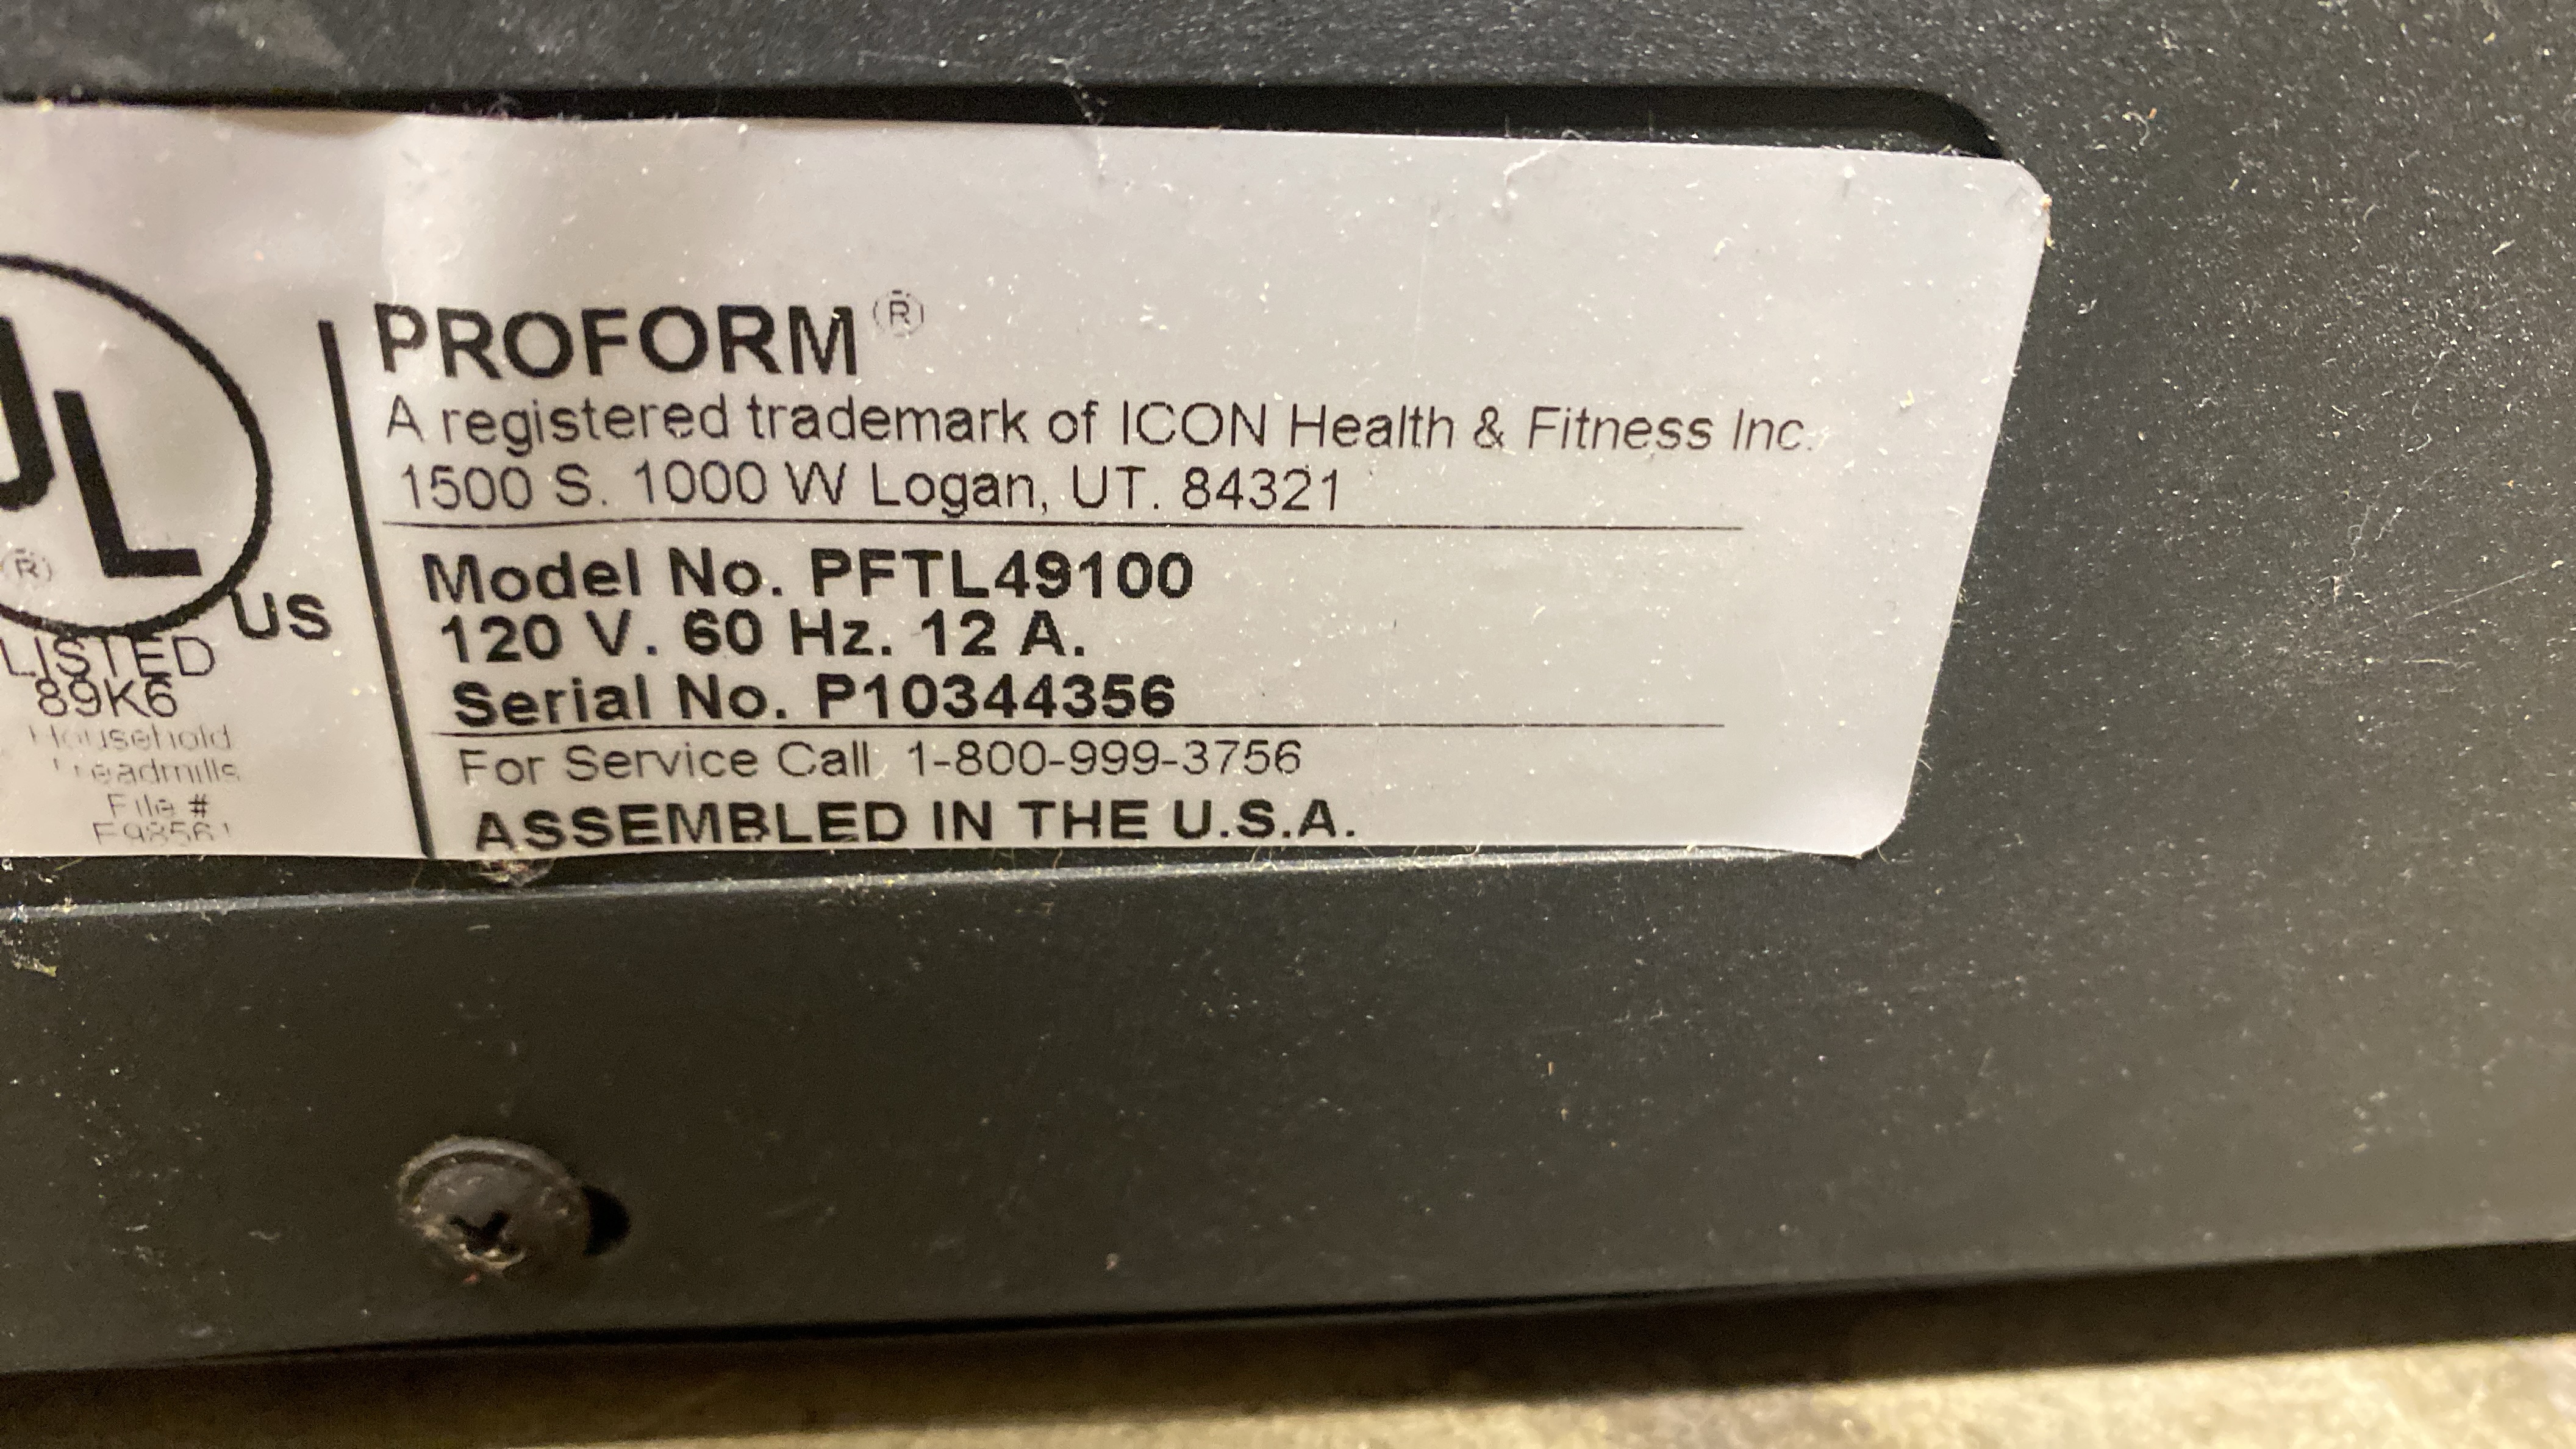 UL
®
US
LISTED
89K6
Household
Treadmills
File #
PROFORM®
A registered trademark of ICON Health & Fitness Inc.
1500 S. 1000 W Logan, UT. 84321
Model No. PFTL49100
120 V. 60 Hz. 12 A.
Serial No. P10344356
For Service Call 1-800-999-3756
ASSEMBLED IN THE U.S.A.